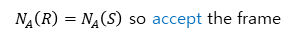 N_A(R) = N_A(S) so accept the frame